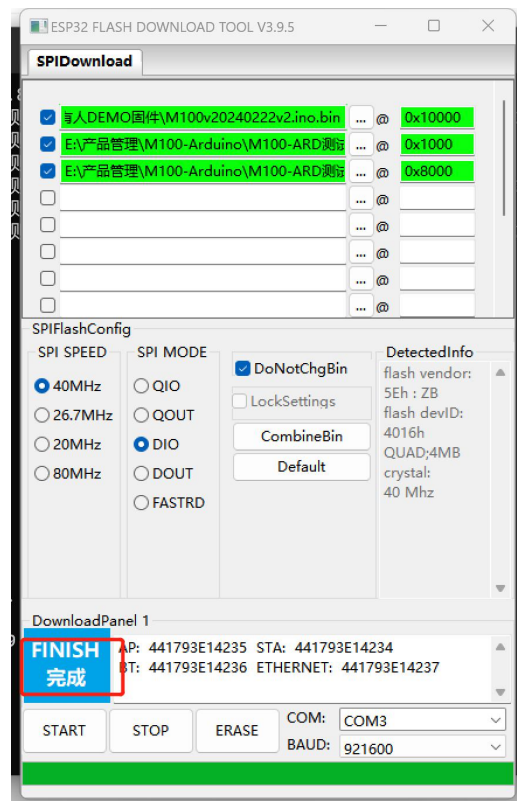 ESP32 FLASH DOWNLOAD TOOL V3.9.5
SPIDownload
有人DEMO固件\M100v20240222v2.ino.bin ... @ 0x10000
E:\产品管理\M100-Arduino\M100-ARD测试 ... @ 0x1000
E:\产品管理\M100-Arduino\M100-ARD测试 ... @ 0x8000
... @
... @
... @
... @
... @
SPIFlashConfig
SPI SPEED
40MHz
26.7MHz
20MHz
80MHz
SPI MODE
QIO
QOUT
DIO
DOUT
FASTRD
DoNotChgBin
LockSettings
CombineBin
Default
DetectedInfo
flash vendor:
5Eh : ZB
flash devID:
4016h
QUAD;4MB
crystal:
40 Mhz
DownloadPanel 1
FINISH
完成
AP: 441793E14235 STA: 441793E14234
BT: 441793E14236 ETHERNET: 441793E14237
START
STOP
ERASE
COM: COM3
BAUD: 921600